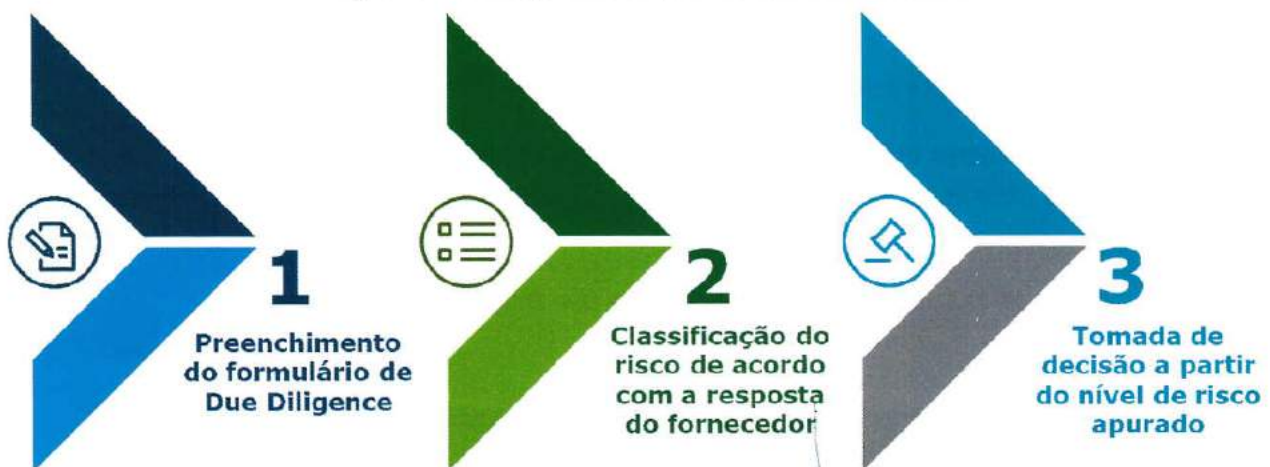 1
Preenchimento
do formulário de
Due Diligence
2
Classificação do
risco de acordo
com a resposta
do fornecedor
3
Tomada de
decisão a partir
do nível de risco
apurado